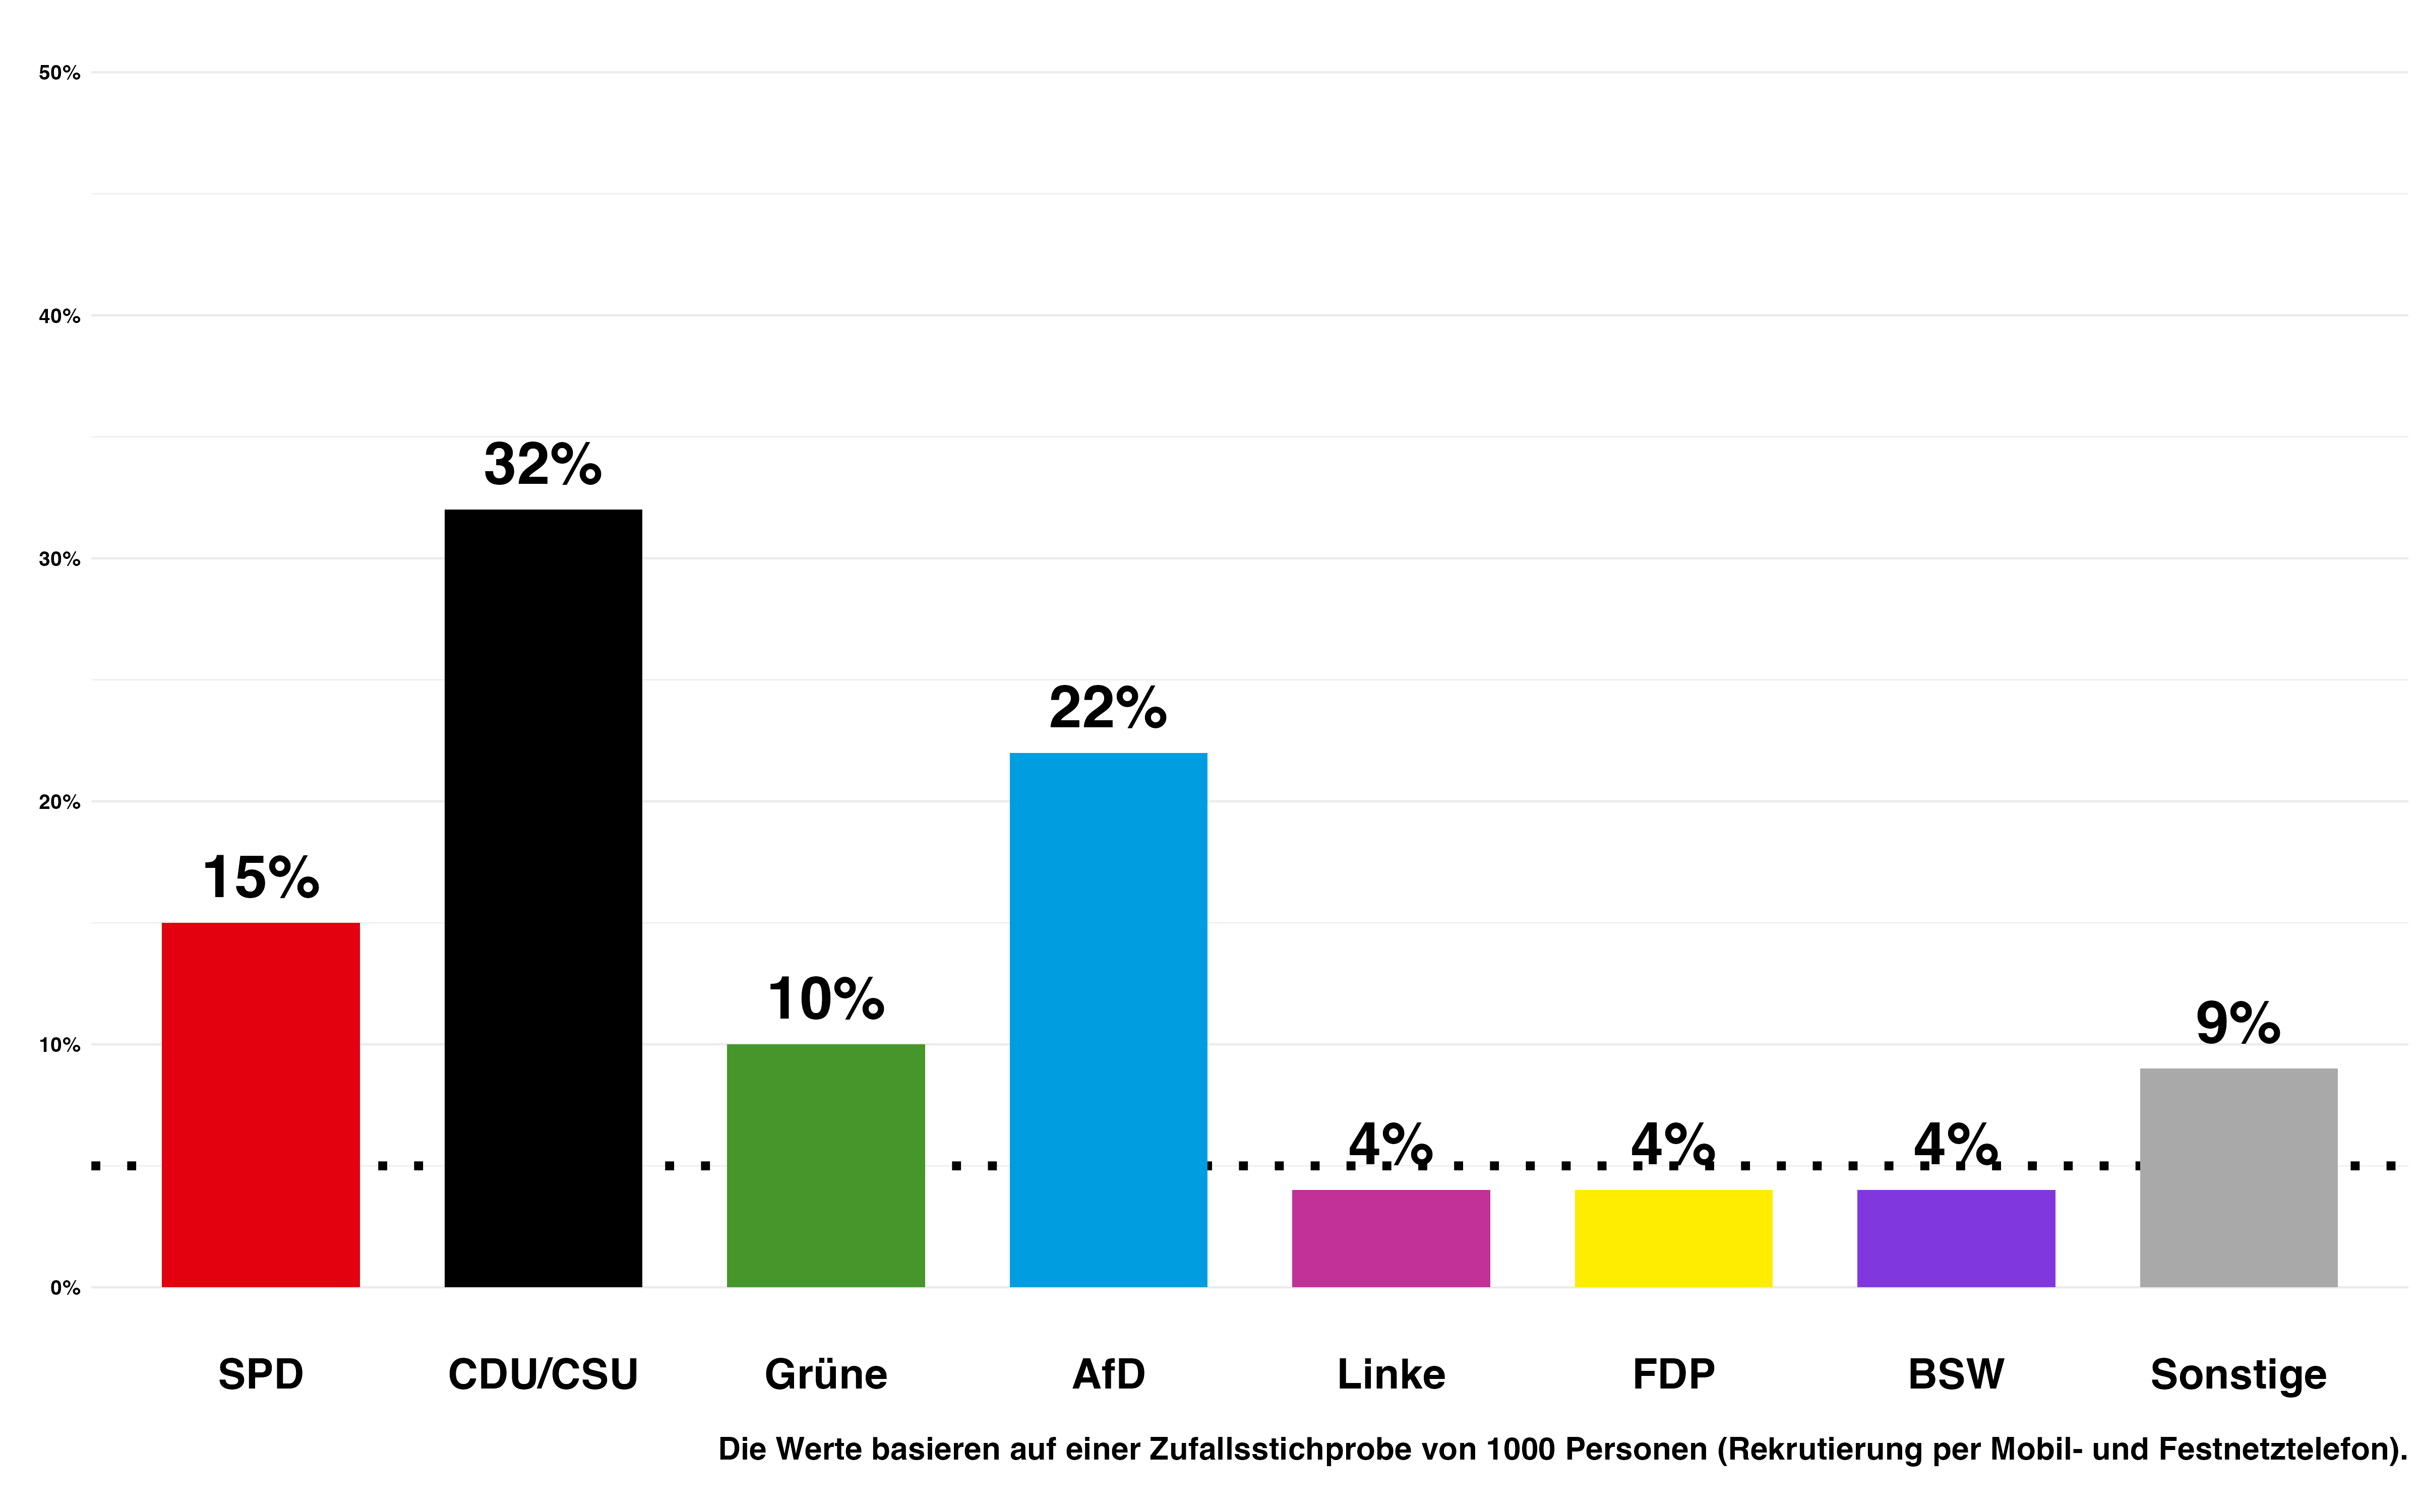 50%
40%
30%
20%
10%
0%
15%
32%
10%
22%
4%
4%
4%
9%
SPD
CDU/CSU
Grüne
AfD
Linke
FDP
BSW
Sonstige
Die Werte basieren auf einer Zufallsstichprobe von 1000 Personen (Rekrutierung per Mobil- und Festnetztelefon).